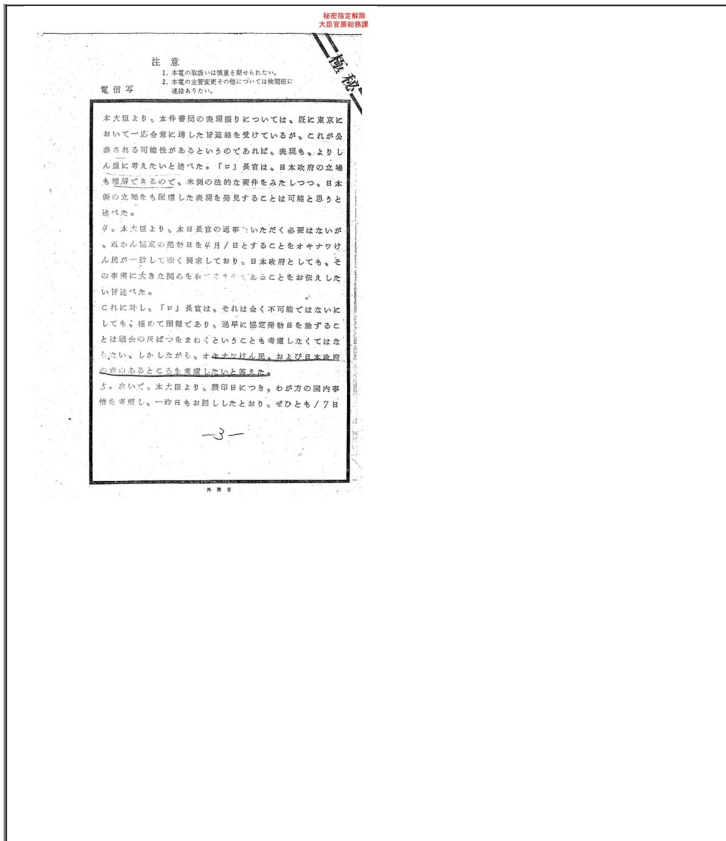 秘密指定解除
大臣官房総務課
極秘
注意
1. 本電の取扱いは慎重を期せられたい。
2. 本電の主管変更その他については検閲班に
連絡ありたい。
電信写
本大臣より、本件書簡の表現振りについては、既に東京に
おいて一応合意に達した旨連絡を受けているが、これが公
表される可能性があるというのであれば、表現も、よりし
ん重に考えたいと述べた。「ロ」長官は、日本政府の立場
も理解できるので、米側の法的な要件をみたしつつ、日本
側の立場をも配慮した表現を発見することは可能と思うと
述べた。
4。本大臣より、本日長官の返事 いただく必要はないが
、返かん協定の発効日を4月/日とすることをオキナワけ
ん民が一致して強く要求しており、日本政府としても、そ
の事実に大きな関心を あることをお伝えした
い旨述べた。
これに対し、「ロ」長官は、それは全く不可能ではないに
しても、極めて困難であり、過早に協定発効日を論ずるこ
とは議会の反ぱつをまねくということも考慮しなくてはな
らない。しかしながら、オキナワけん民、および日本政府
の意のあるところを考慮したいと答えた。
5。次いで、本大臣より、調印日につき、わが方の国内事
情を考慮し、一昨日もお話ししたとおり、ぜひとも/7日
—3—
外務省